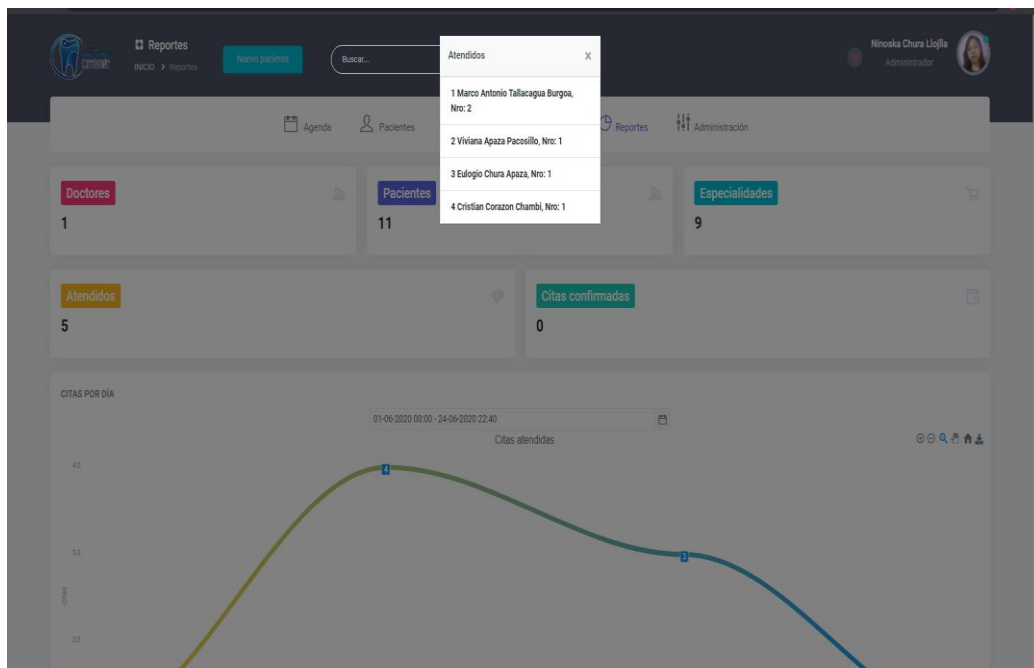 Reportes
INICIO > Reportes
Nuevo paciente
Buscar...
Atendidos X
1 Marco Antonio Tallacagua Burgoa,
Nro: 2
2 Viviana Apaza Pacosillo, Nro: 1
3 Eulogio Chura Apaza, Nro: 1
4 Cristian Corazon Chambi, Nro: 1
Ninoska Chura Llojlla
Administrador
Agenda
Pacientes
Reportes
Administración
Doctores
1
Pacientes
11
Especialidades
9
Atendidos
5
Citas confirmadas
0
CITAS POR DÍA
01-06-2020 00:00 - 24-06-2020 22:40
Citas atendidas
4.0
4
3.0
3
Citas
2.0